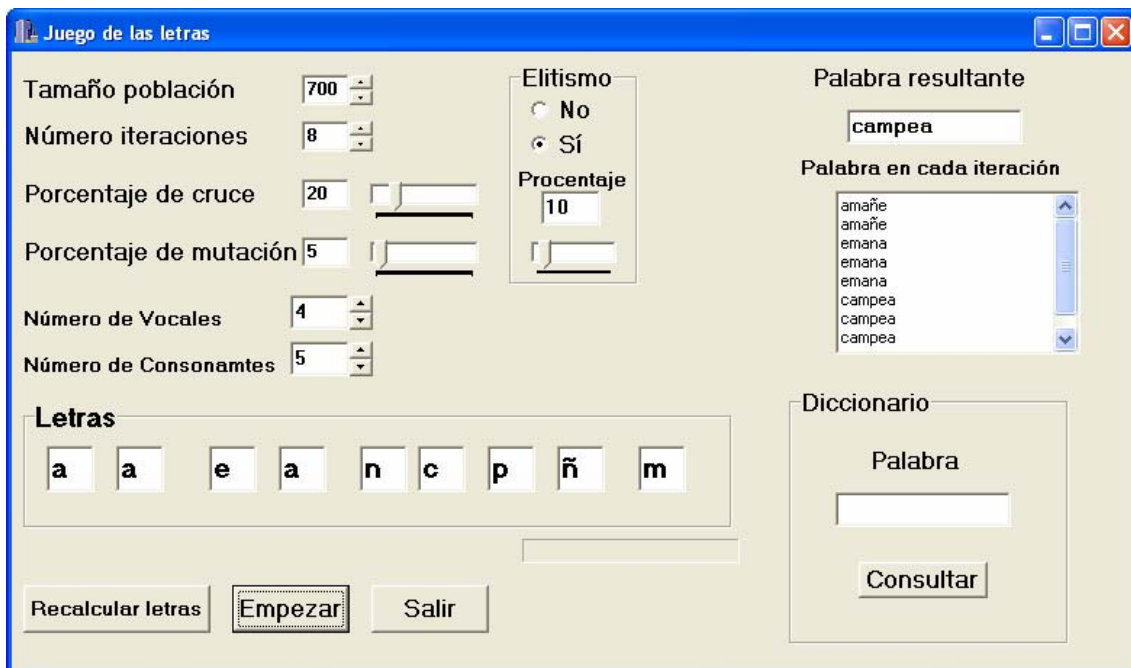 Juego de las letras
Tamaño población 700
Número iteraciones 8
Porcentaje de cruce 20
Porcentaje de mutación 5
Número de Vocales 4
Número de Consonamtes 5
Elitismo
No
Sí
Procentaje
10
Palabra resultante
campea
Palabra en cada iteración
amañe
amañe
emana
emana
emana
campea
campea
campea
Letras
a a e a n c p ñ m
Diccionario
Palabra
Consultar
Recalcular letras Empezar Salir